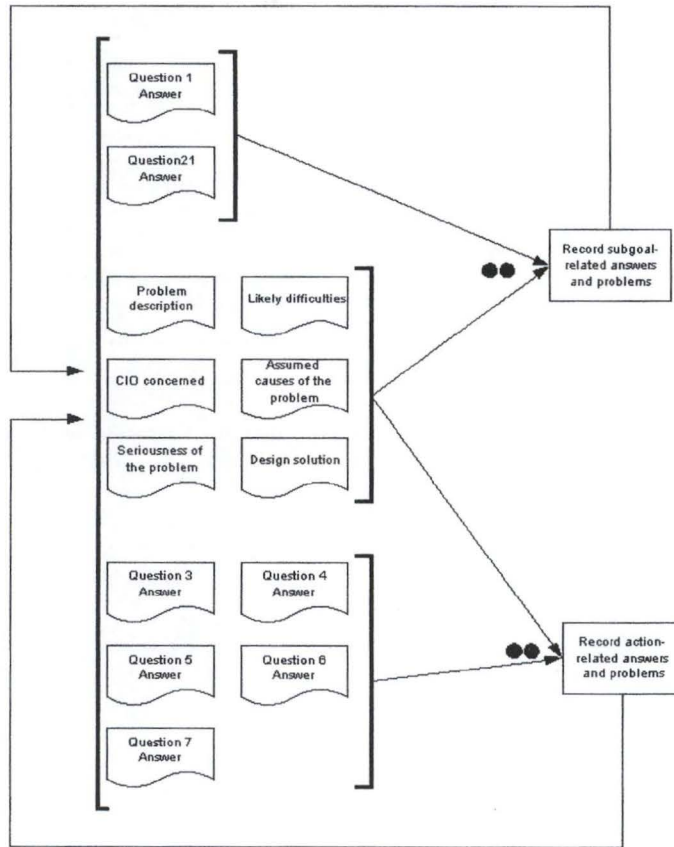 Question 1
Answer
Question21
Answer
Problem
description
Likely difficulties
CIO concerned
Assumed
causes of the
problem
Seriousness of
the problem
Design solution
Question 3
Answer
Question 4
Answer
Question 5
Answer
Question 6
Answer
Question 7
Answer
Record subgoal-
related answers
and problems
Record action-
related answers
and problems